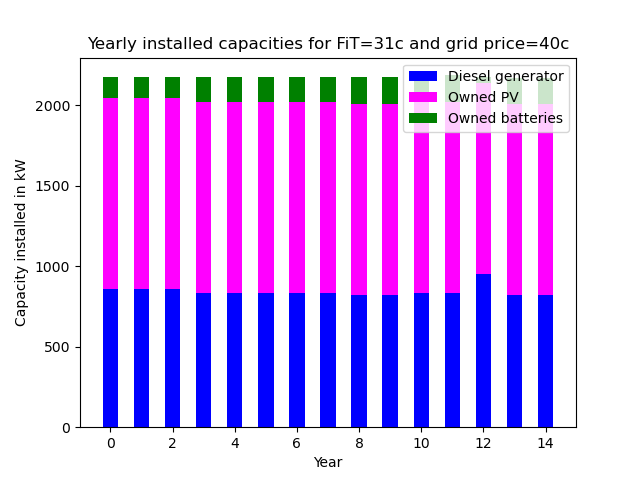 Yearly installed capacities for FiT=31c and grid price=40c
Diesel generator
Owned PV
Owned batteries
Capacity installed in kW
2000
1500
1000
500
0
0 2 4 6 8 10 12 14
Year